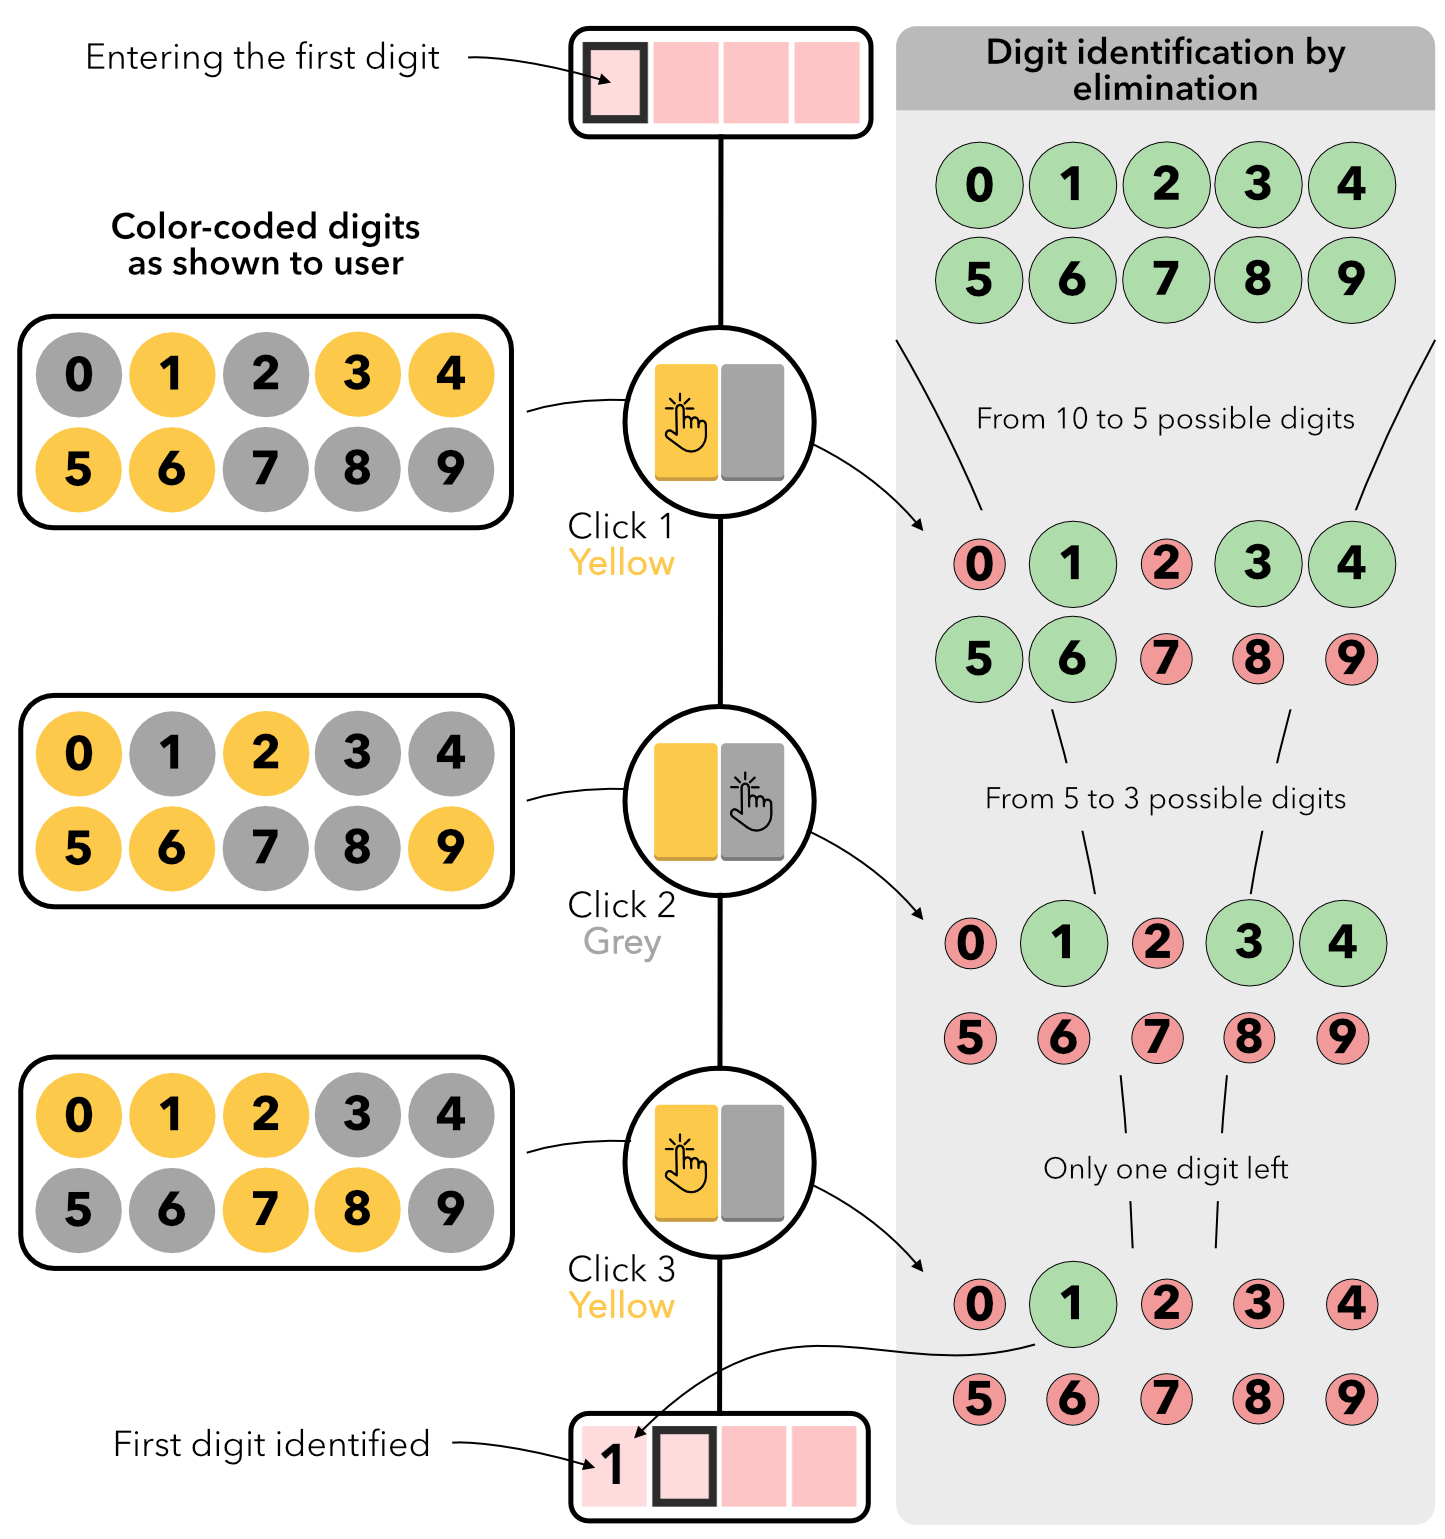 Entering the first digit
Digit identification by
elimination
0 1 2 3 4
5 6 7 8 9
Color-coded digits
as shown to user
0 1 2 3 4
5 6 7 8 9
Click 1
Yellow
From 10 to 5 possible digits
0 1 2 3 4
5 6 7 8 9
0 1 2 3 4
5 6 7 8 9
Click 2
Grey
From 5 to 3 possible digits
0 1 2 3 4
5 6 7 8 9
0 1 2 3 4
5 6 7 8 9
Click 3
Yellow
Only one digit left
0 1 2 3 4
5 6 7 8 9
First digit identified
1